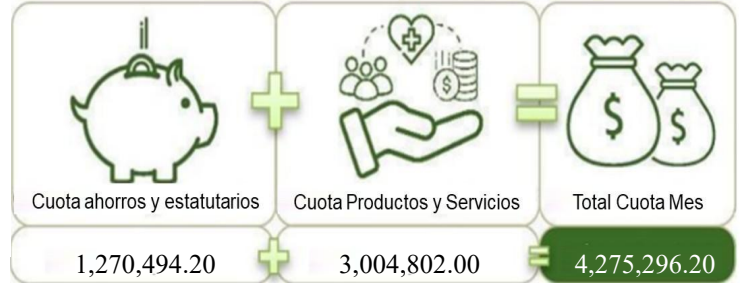 Cuota ahorros y estatutarios
Cuota Productos y Servicios
Total Cuota Mes
1,270,494.20
3,004,802.00
4,275,296.20